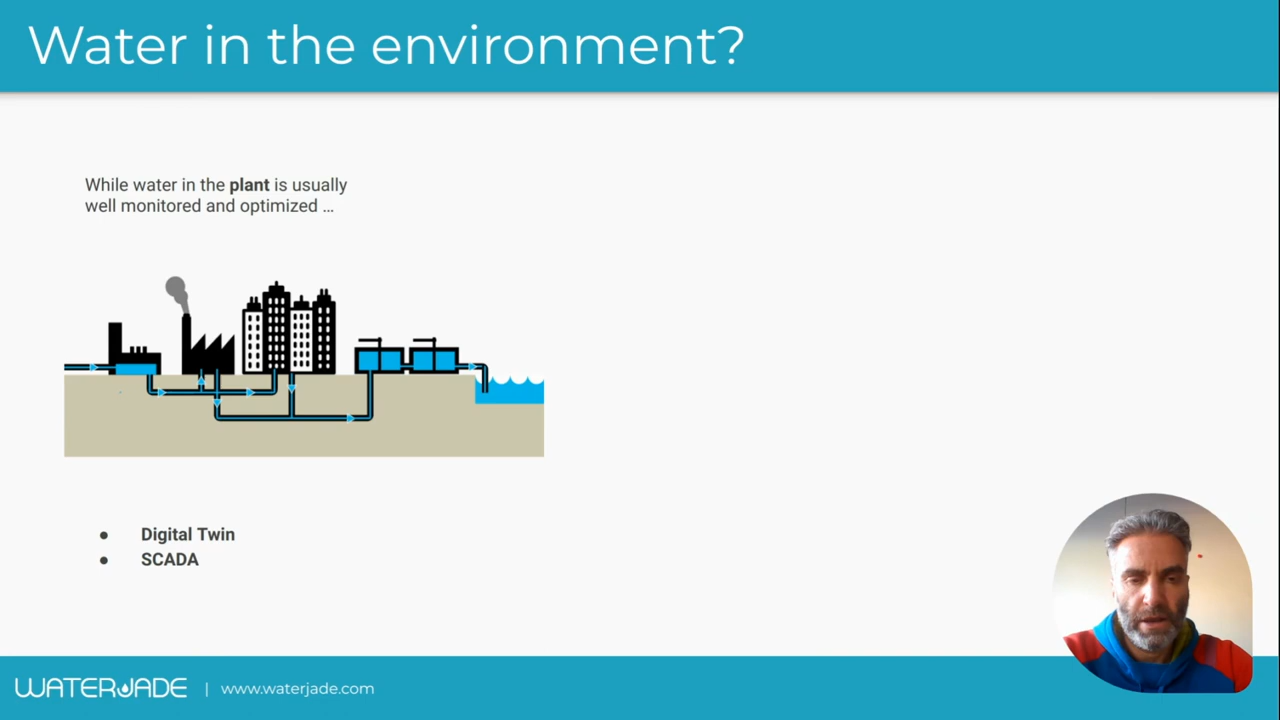 Water in the environment?
While water in the plant is usually
well monitored and optimized ...
● Digital Twin
● SCADA
WATERJADE | www.waterjade.com